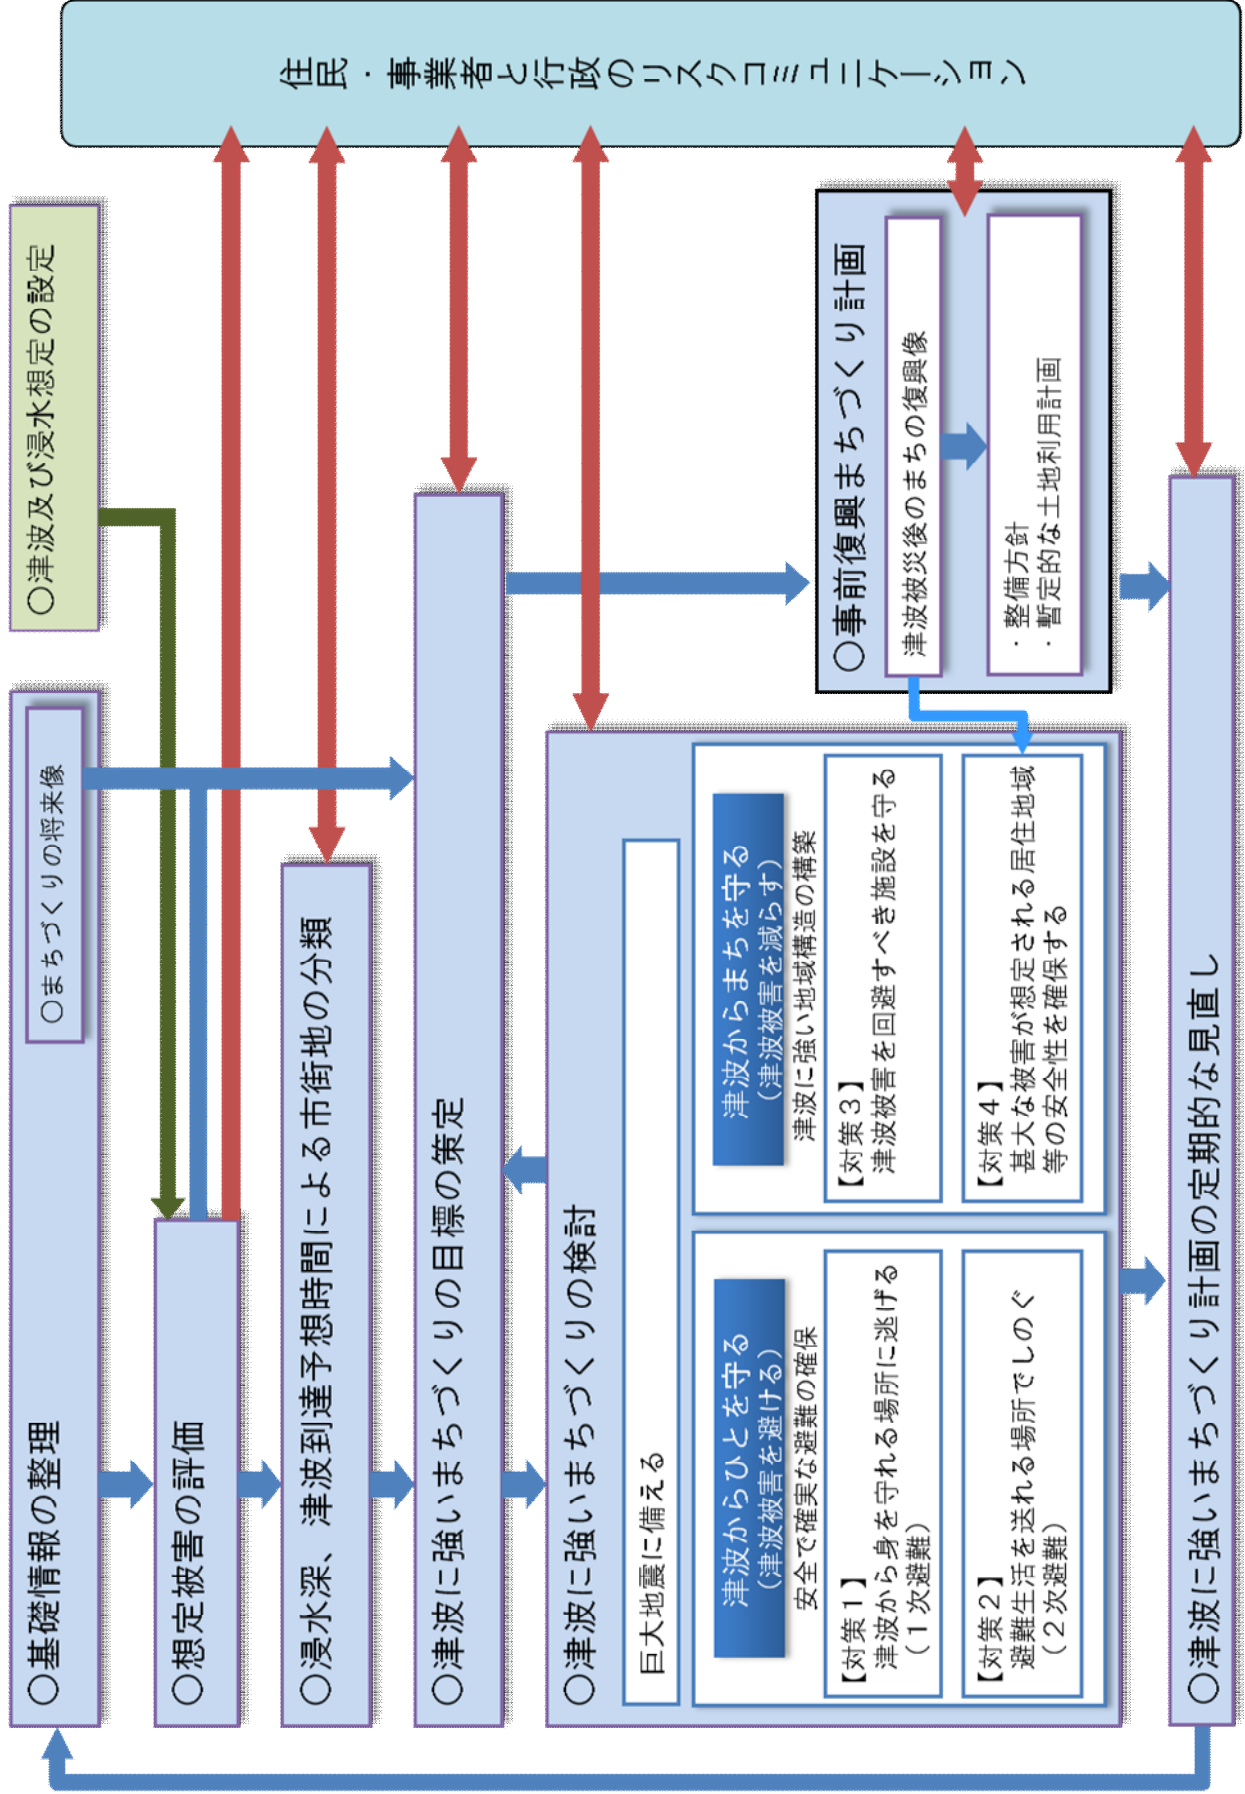 ○基礎情報の整理
○まちづくりの将来像
○津波及び浸水想定の設定
○想定被害の評価
○浸水深、津波到達予想時間による市街地の分類
○津波に強いまちづくりの目標の策定
○津波に強いまちづくりの検討
巨大地震に備える
津波からひとを守る
（津波被害を避ける）
安全で確実な避難の確保
【対策１】
津波から身を守れる場所に逃げる
（１次避難）
【対策２】
避難生活を送れる場所でしのぐ
（２次避難）
津波からまちを守る
（津波被害を減らす）
津波に強い地域構造の構築
【対策３】
津波被害を回避すべき施設を守る
【対策４】
甚大な被害が想定される居住地域
等の安全性を確保する
○事前復興まちづくり計画
津波被災後のまちの復興像
・整備方針
・暫定的な土地利用計画
○津波に強いまちづくり計画の定期的な見直し
住民・事業者と行政のリスクコミュニケーション